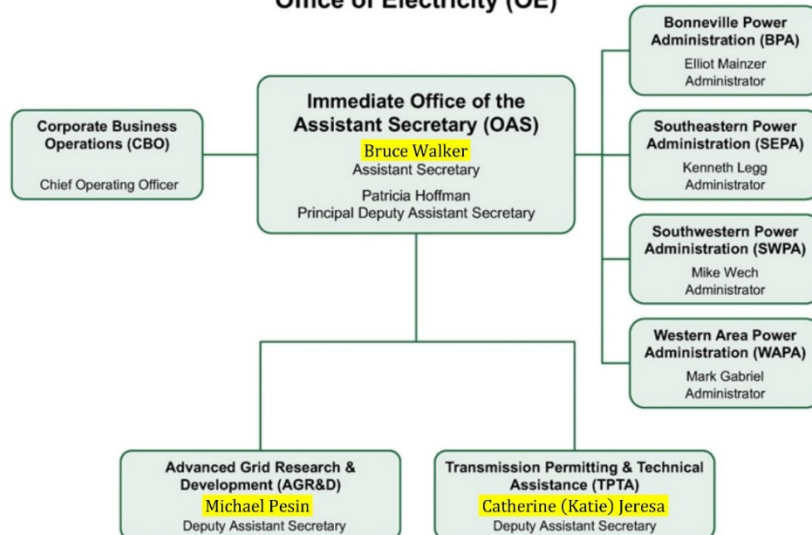 Office of Electricity (OE)
Corporate Business
Operations (CBO)
Chief Operating Officer
Immediate Office of the
Assistant Secretary (OAS)
Bruce Walker
Assistant Secretary
Patricia Hoffman
Principal Deputy Assistant Secretary
Bonneville Power
Administration (BPA)
Elliot Mainzer
Administrator
Southeastern Power
Administration (SEPA)
Kenneth Legg
Administrator
Southwestern Power
Administration (SWPA)
Mike Wech
Administrator
Western Area Power
Administration (WAPA)
Mark Gabriel
Administrator
Advanced Grid Research &
Development (AGR&D)
Michael Pesin
Deputy Assistant Secretary
Transmission Permitting & Technical
Assistance (TPTA)
Catherine (Katie) Jeresa
Deputy Assistant Secretary